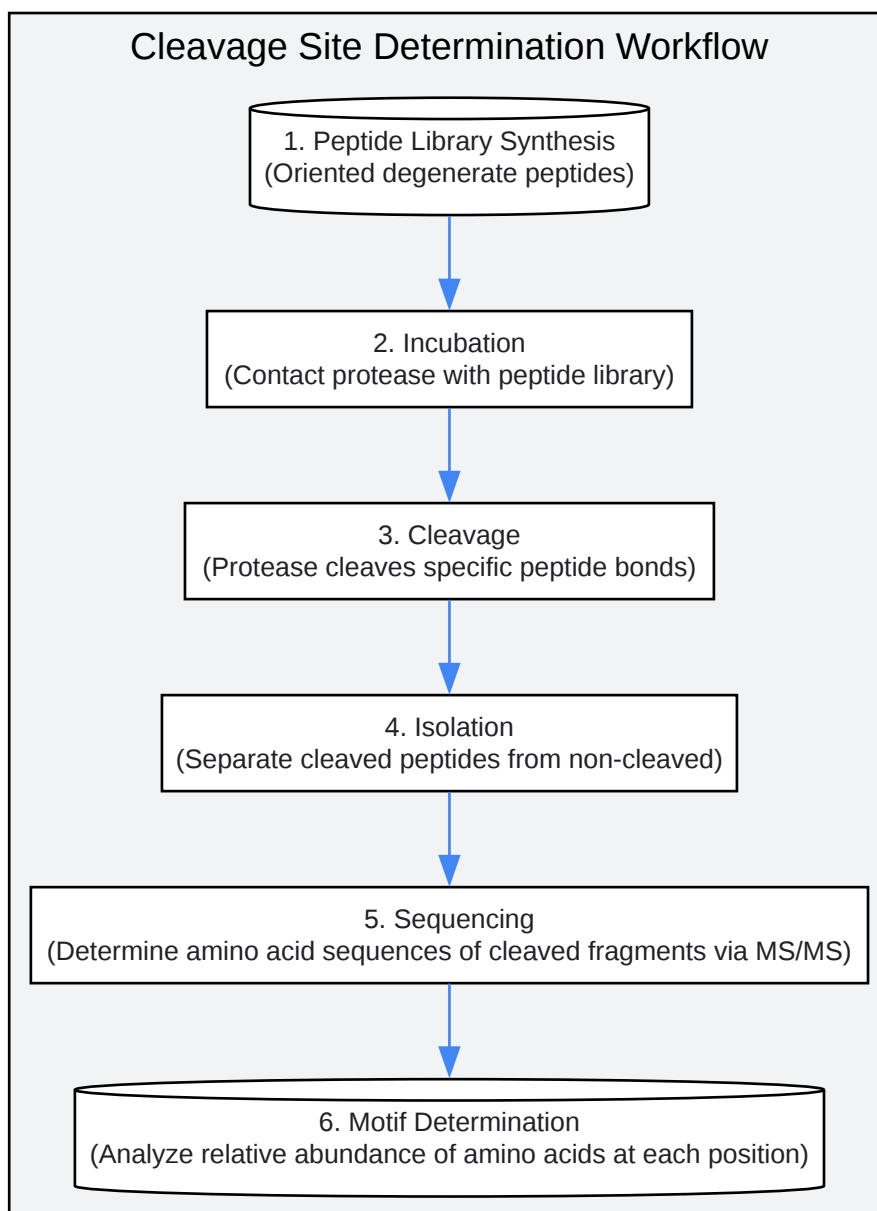 Cleavage Site Determination Workflow
1. Peptide Library Synthesis
(Oriented degenerate peptides)
2. Incubation
(Contact protease with peptide library)
3. Cleavage
(Protease cleaves specific peptide bonds)
4. Isolation
(Separate cleaved peptides from non-cleaved)
5. Sequencing
(Determine amino acid sequences of cleaved fragments via MS/MS)
6. Motif Determination
(Analyze relative abundance of amino acids at each position)